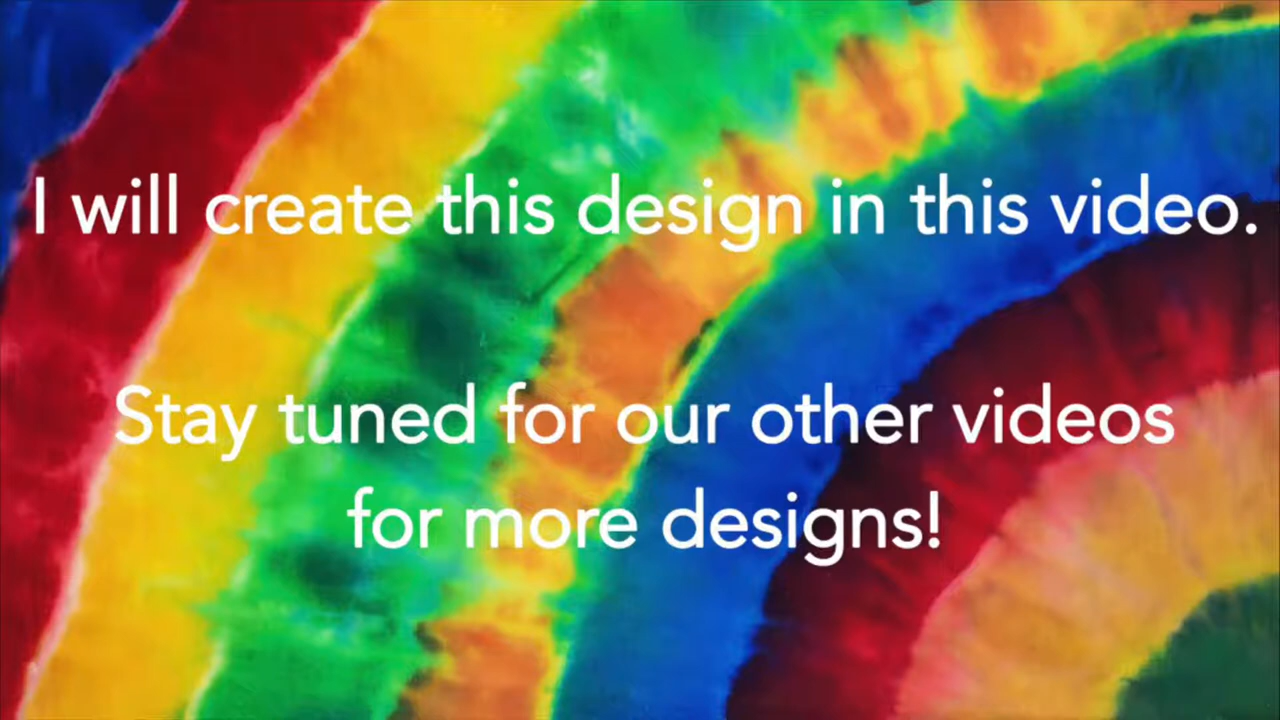 I will create this design in this video.
Stay tuned for our other videos
for more designs!